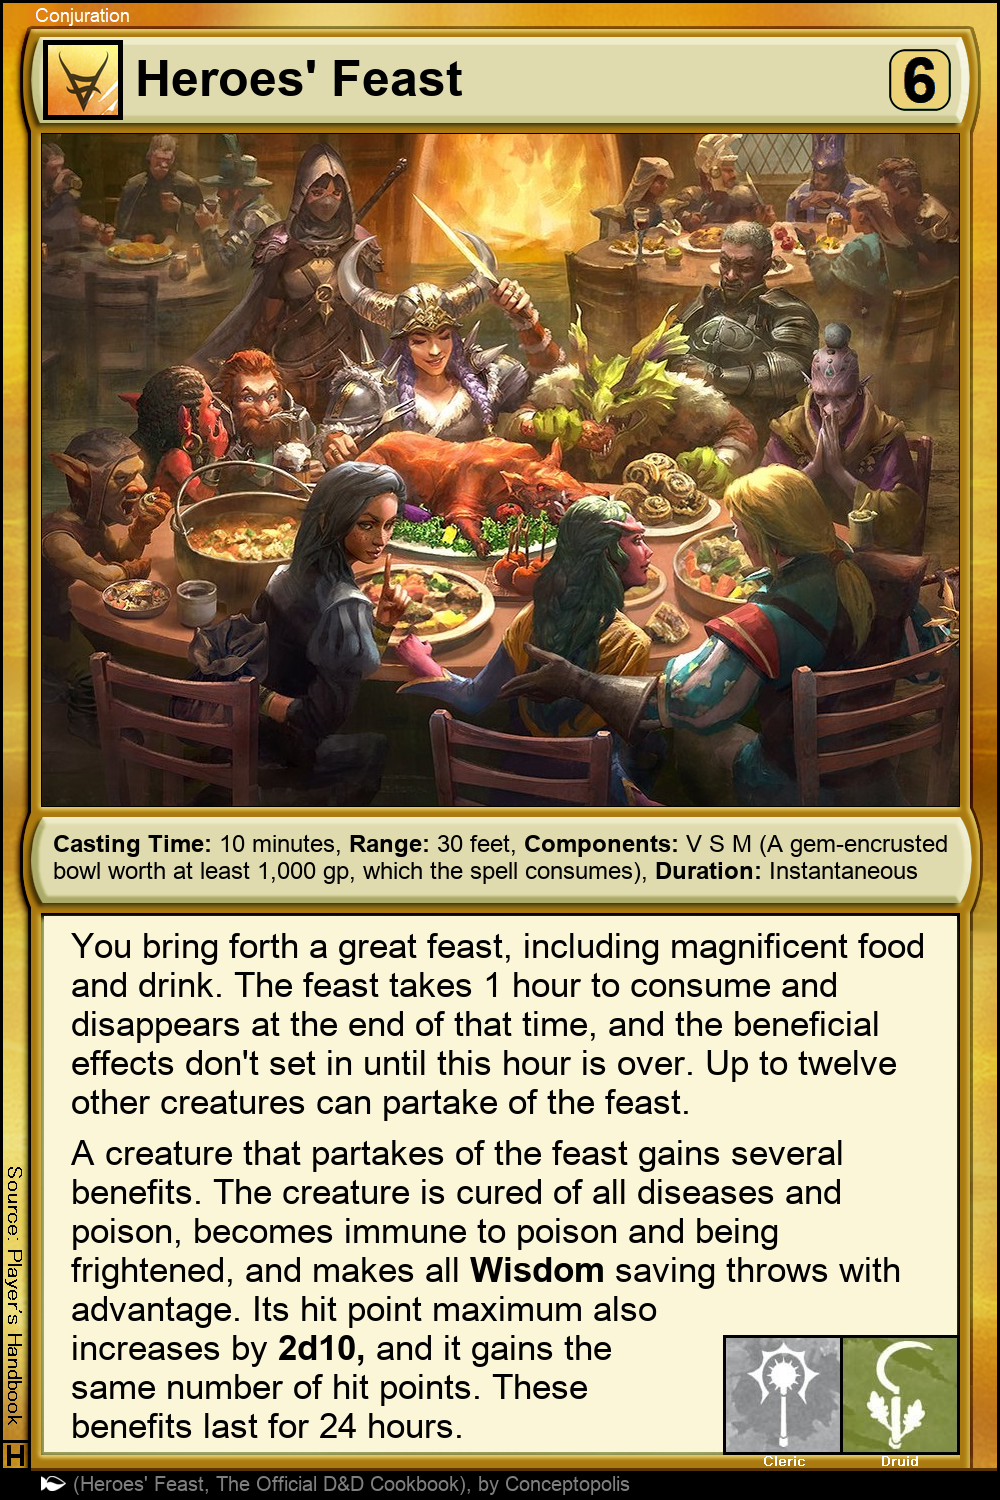 Conjuration
Heroes' Feast
6
Casting Time: 10 minutes, Range: 30 feet, Components: V S M (A gem-encrusted
bowl worth at least 1,000 gp, which the spell consumes), Duration: Instantaneous
You bring forth a great feast, including magnificent food
and drink. The feast takes 1 hour to consume and
disappears at the end of that time, and the beneficial
effects don't set in until this hour is over. Up to twelve
other creatures can partake of the feast.
A creature that partakes of the feast gains several
benefits. The creature is cured of all diseases and
poison, becomes immune to poison and being
frightened, and makes all Wisdom saving throws with
advantage. Its hit point maximum also
increases by 2d10, and it gains the
same number of hit points. These
benefits last for 24 hours.
Cleric
Druid
Source: Player's Handbook
H
(Heroes' Feast, The Official D&D Cookbook), by Conceptopolis